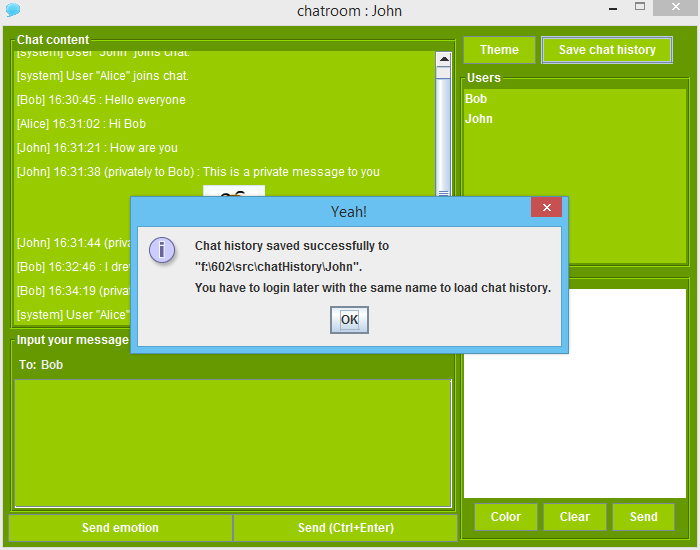 chatroom : John
Chat content
[system] User "John" joins chat.
[system] User "Alice" joins chat.
[Bob] 16:30:45 : Hello everyone
[Alice] 16:31:02 : Hi Bob
[John] 16:31:21 : How are you
[John] 16:31:38 (privately to Bob) : This is a private message to you
[John] 16:31:44 (priva
[Bob] 16:32:46 : I drew
[Bob] 16:34:19 (privat
[system] User "Alice"
Theme
Save chat history
Users
Bob
John
Yeah!
Chat history saved successfully to
"f:\602\src\chatHistory\John".
You have to login later with the same name to load chat history.
OK
Input your message
To: Bob
Send emotion
Send (Ctrl+Enter)
Color
Clear
Send